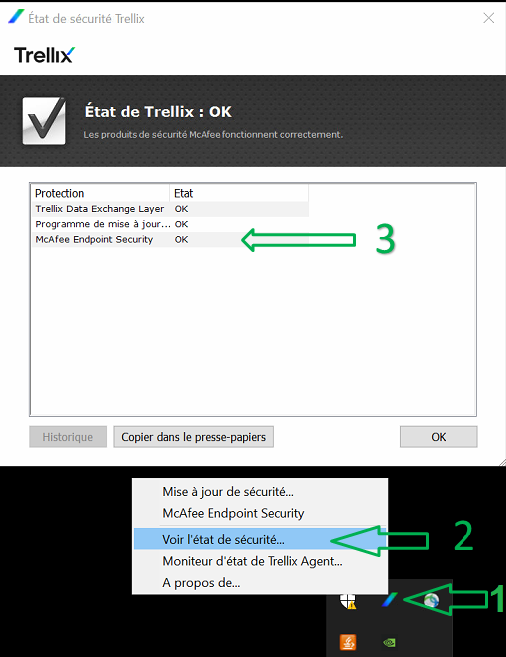 État de sécurité Trellix
Trellix
État de Trellix : OK
Les produits de sécurité McAfee fonctionnent correctement.
Protection Etat
Trellix Data Exchange Layer OK
Programme de mise à jour... OK
McAfee Endpoint Security OK
3
Historique Copier dans le presse-papiers OK
Mise à jour de sécurité...
McAfee Endpoint Security
Voir l'état de sécurité...
2
Moniteur d'état de Trellix Agent...
A propos de...
1